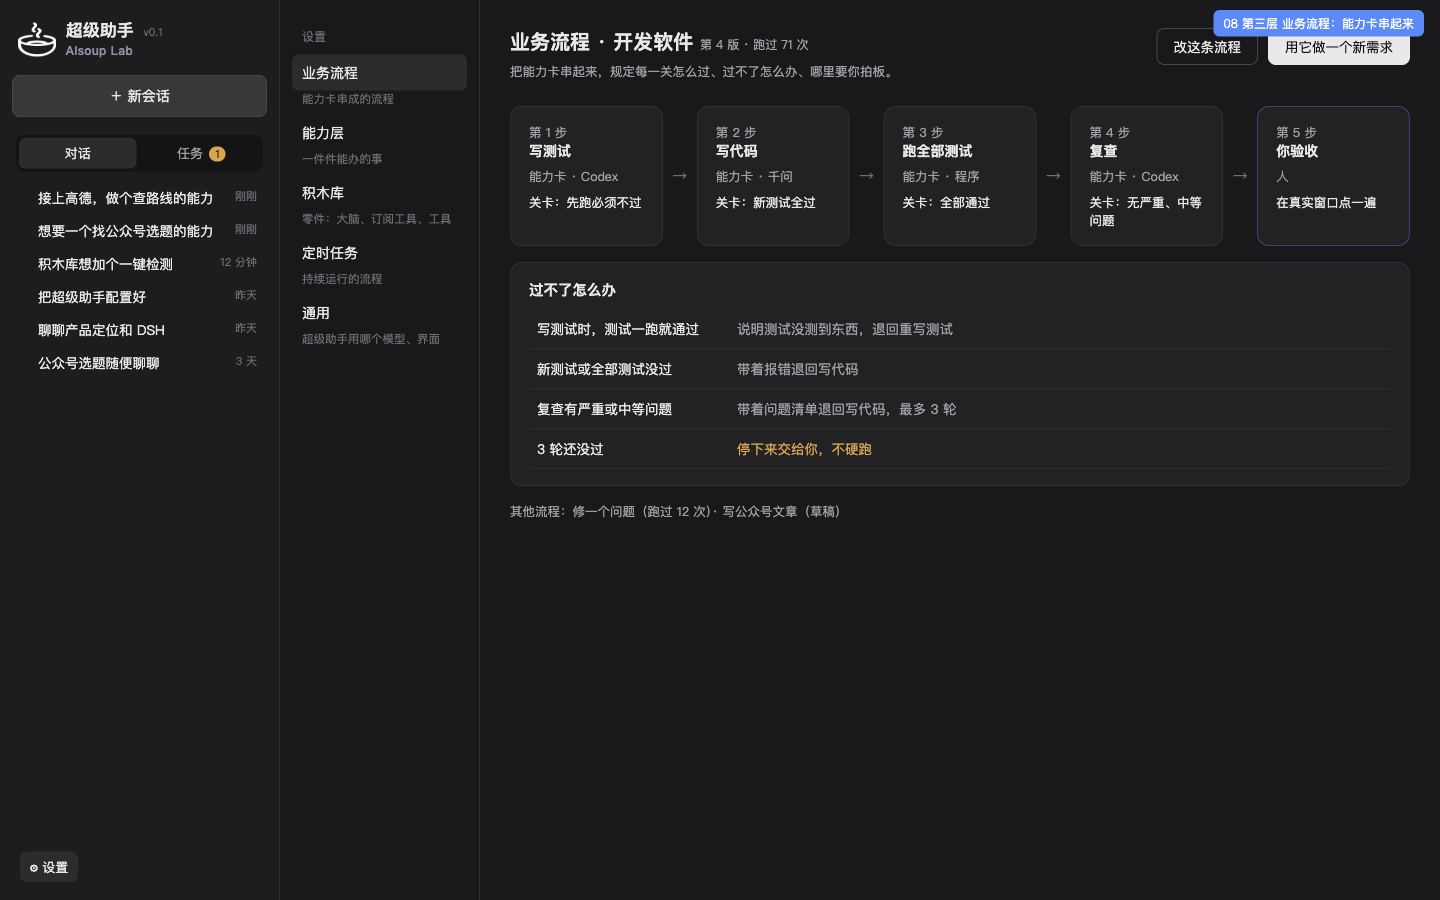 超级助手 v0.1
AIsoup Lab
+ 新会话
对话
任务 1
接上高德，做个查路线的能力 刚刚
想要一个找公众号选题的能力 刚刚
积木库想加个一键检测 12 分钟
把超级助手配置好 昨天
聊聊产品定位和 DSH 昨天
公众号选题随便聊聊 3 天
设置
设置
业务流程
能力卡串成的流程
能力层
一件件能办的事
积木库
零件：大脑、订阅工具、工具
定时任务
持续运行的流程
通用
超级助手用哪个模型、界面
08 第三层 业务流程：能力卡串起来
业务流程 · 开发软件 第 4 版 · 跑过 71 次
把能力卡串起来，规定每一关怎么过、过不了怎么办、哪里要你拍板。
改这条流程
用它做一个新需求
第 1 步
写测试
能力卡 · Codex
关卡：先跑必须不过
→
第 2 步
写代码
能力卡 · 千问
关卡：新测试全过
→
第 3 步
跑全部测试
能力卡 · 程序
关卡：全部通过
→
第 4 步
复查
能力卡 · Codex
关卡：无严重、中等
问题
→
第 5 步
你验收
人
在真实窗口点一遍
过不了怎么办
写测试时，测试一跑就通过 说明测试没测到东西，退回重写测试
新测试或全部测试没过 带着报错退回写代码
复查有严重或中等问题 带着问题清单退回写代码，最多 3 轮
3 轮还没过 停下来交给你，不硬跑
其他流程：修一个问题（跑过 12 次）· 写公众号文章（草稿）